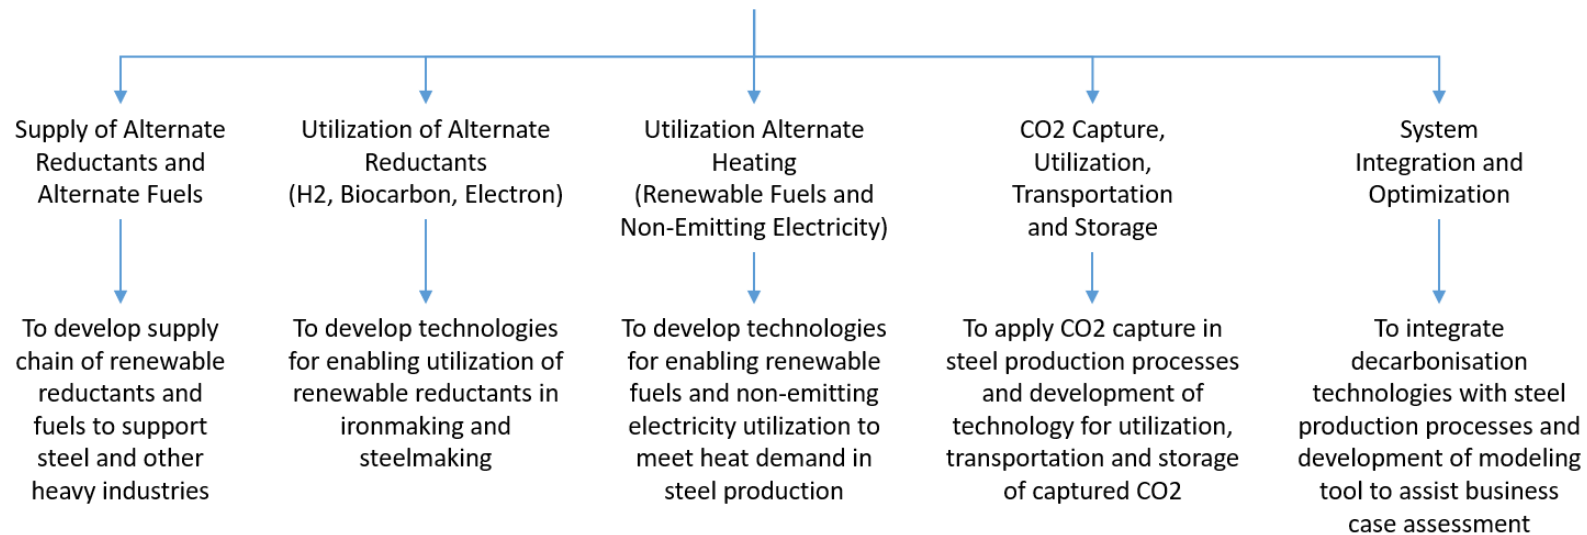 Supply of Alternate
Reductants and
Alternate Fuels
Utilization of Alternate
Reductants
(H2, Biocarbon, Electron)
Utilization Alternate
Heating
(Renewable Fuels and
Non-Emitting Electricity)
CO2 Capture,
Utilization,
Transportation
and Storage
System
Integration and
Optimization
To develop supply
chain of renewable
reductants and
fuels to support
steel and other
heavy industries
To develop technologies
for enabling utilization of
renewable reductants in
ironmaking and
steelmaking
To develop technologies
for enabling renewable
fuels and non-emitting
electricity utilization to
meet heat demand in
steel production
To apply CO2 capture in
steel production processes
and development of
technology for utilization,
transportation and storage
of captured CO2
To integrate
decarbonisation
technologies with steel
production processes and
development of modeling
tool to assist business
case assessment